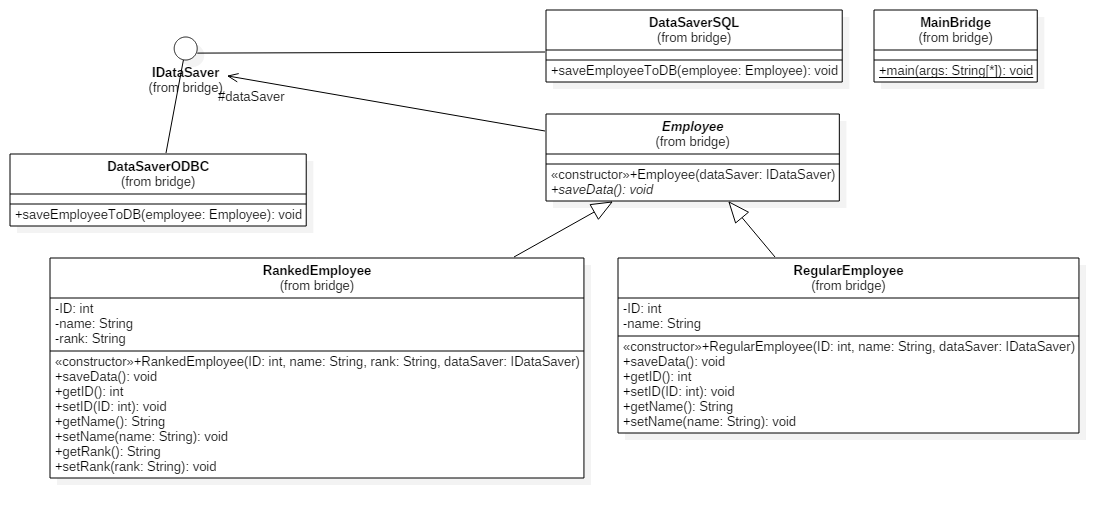 DataSaverSQL
(from bridge)
+saveEmployeeToDB(employee: Employee): void
MainBridge
(from bridge)
+main(args: String[*]): void
IDataSaver
(from bridge)
#dataSaver
Employee
(from bridge)
«constructor»+Employee(dataSaver: IDataSaver)
+saveData(): void
DataSaverODBC
(from bridge)
+saveEmployeeToDB(employee: Employee): void
RankedEmployee
(from bridge)
-ID: int
-name: String
-rank: String
«constructor»+RankedEmployee(ID: int, name: String, rank: String, dataSaver: IDataSaver)
+saveData(): void
+getID(): int
+setID(ID: int): void
+getName(): String
+setName(name: String): void
+getRank(): String
+setRank(rank: String): void
RegularEmployee
(from bridge)
-ID: int
-name: String
«constructor»+RegularEmployee(ID: int, name: String, dataSaver: IDataSaver)
+saveData(): void
+getID(): int
+setID(ID: int): void
+getName(): String
+setName(name: String): void